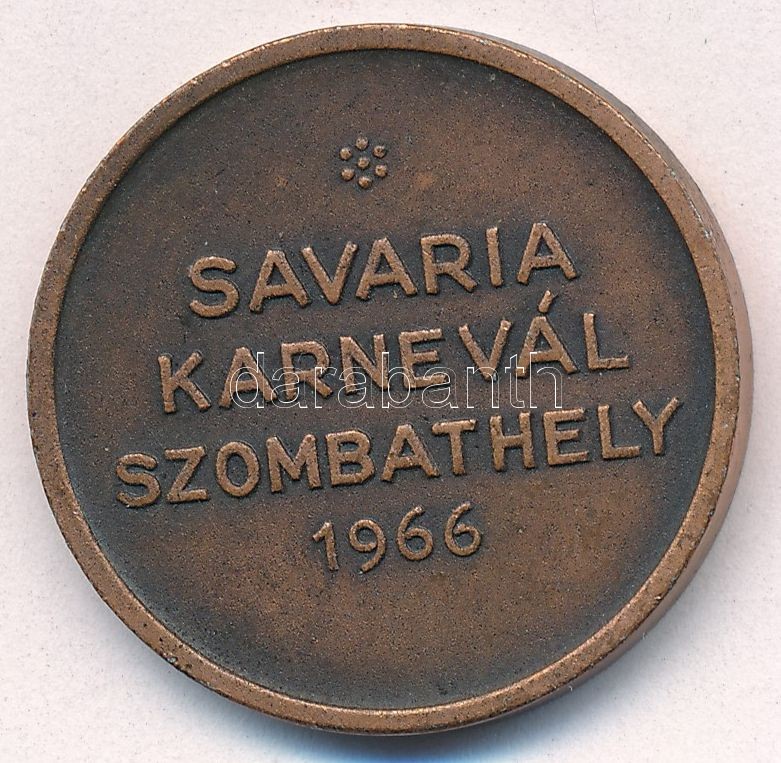 SAVARIA
KARNEVÁL
darabanth
SZOMBATHELY
1966